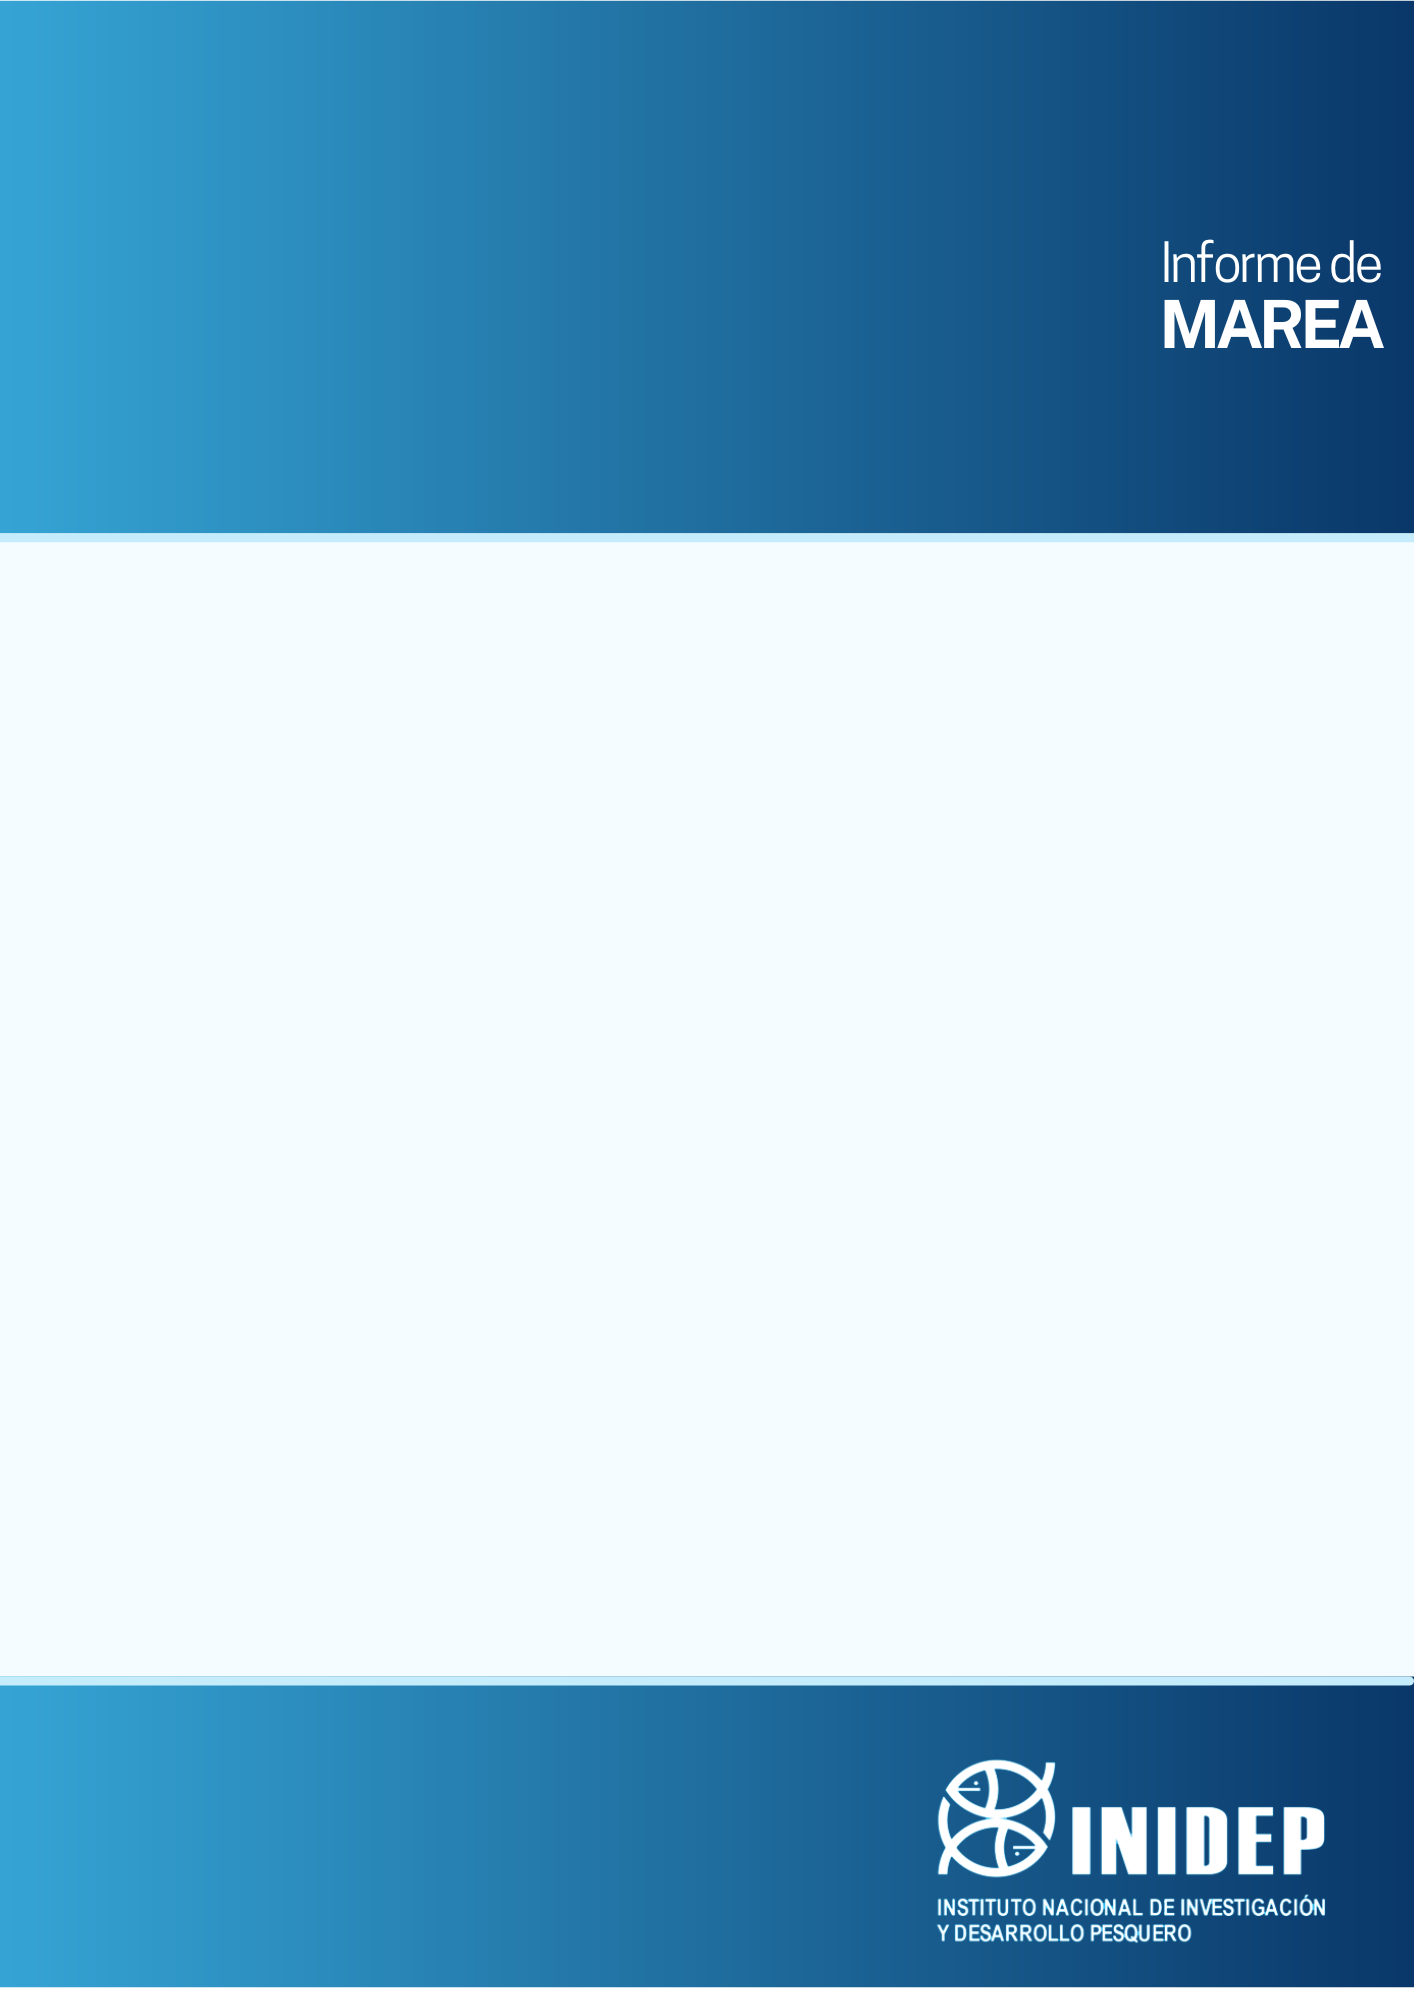 Informe de
MAREA
INIDEP
INSTITUTO NACIONAL DE INVESTIGACIÓN
Y DESARROLLO PESQUERO